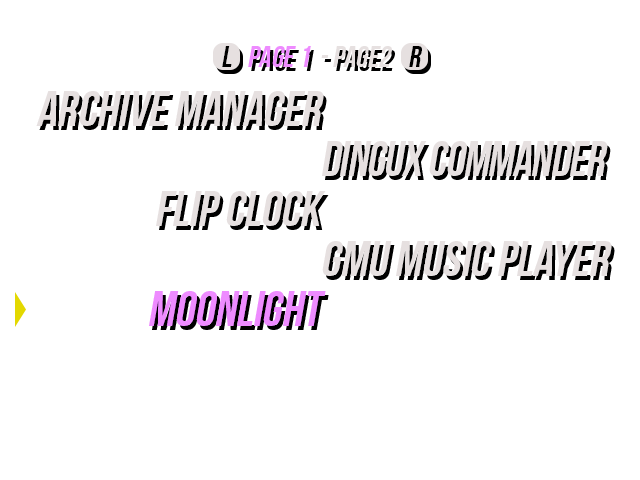 L PAGE 1 - PAGE2 R
ARCHIVE MANAGER
DINGUX COMMANDER
FLIP CLOCK
GMU MUSIC PLAYER
MOONLIGHT